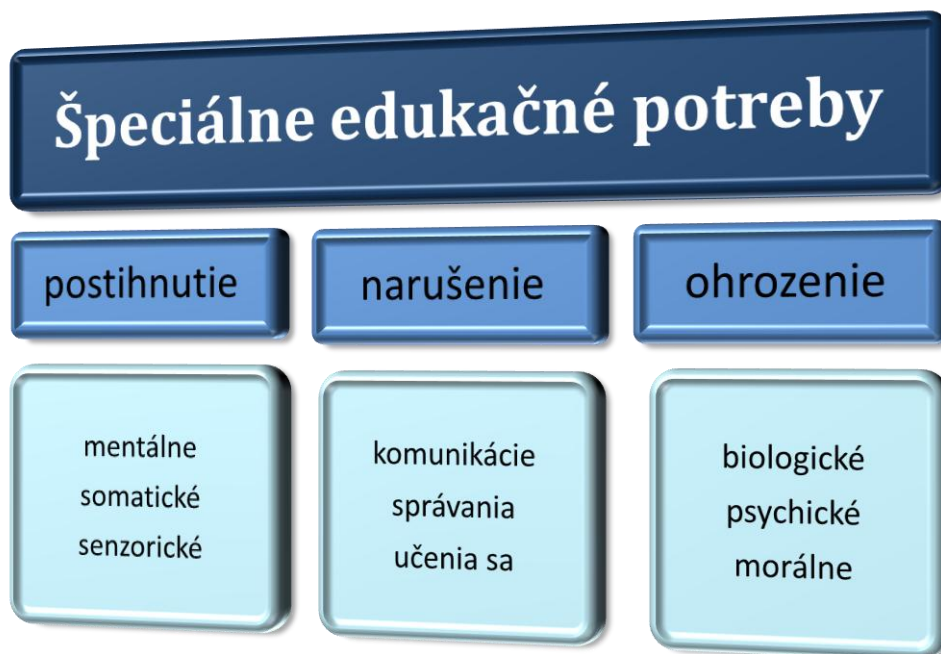 Špeciálne edukačné potreby
postihnutie
narušenie
ohrozenie
mentálne
somatické
senzorické
komunikácie
správania
učenia sa
biologické
psychické
morálne